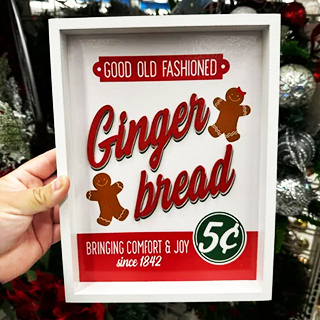 GOOD OLD FASHIONED
Ginger
bread
BRINGING COMFORT & JOY
since 1842
5¢